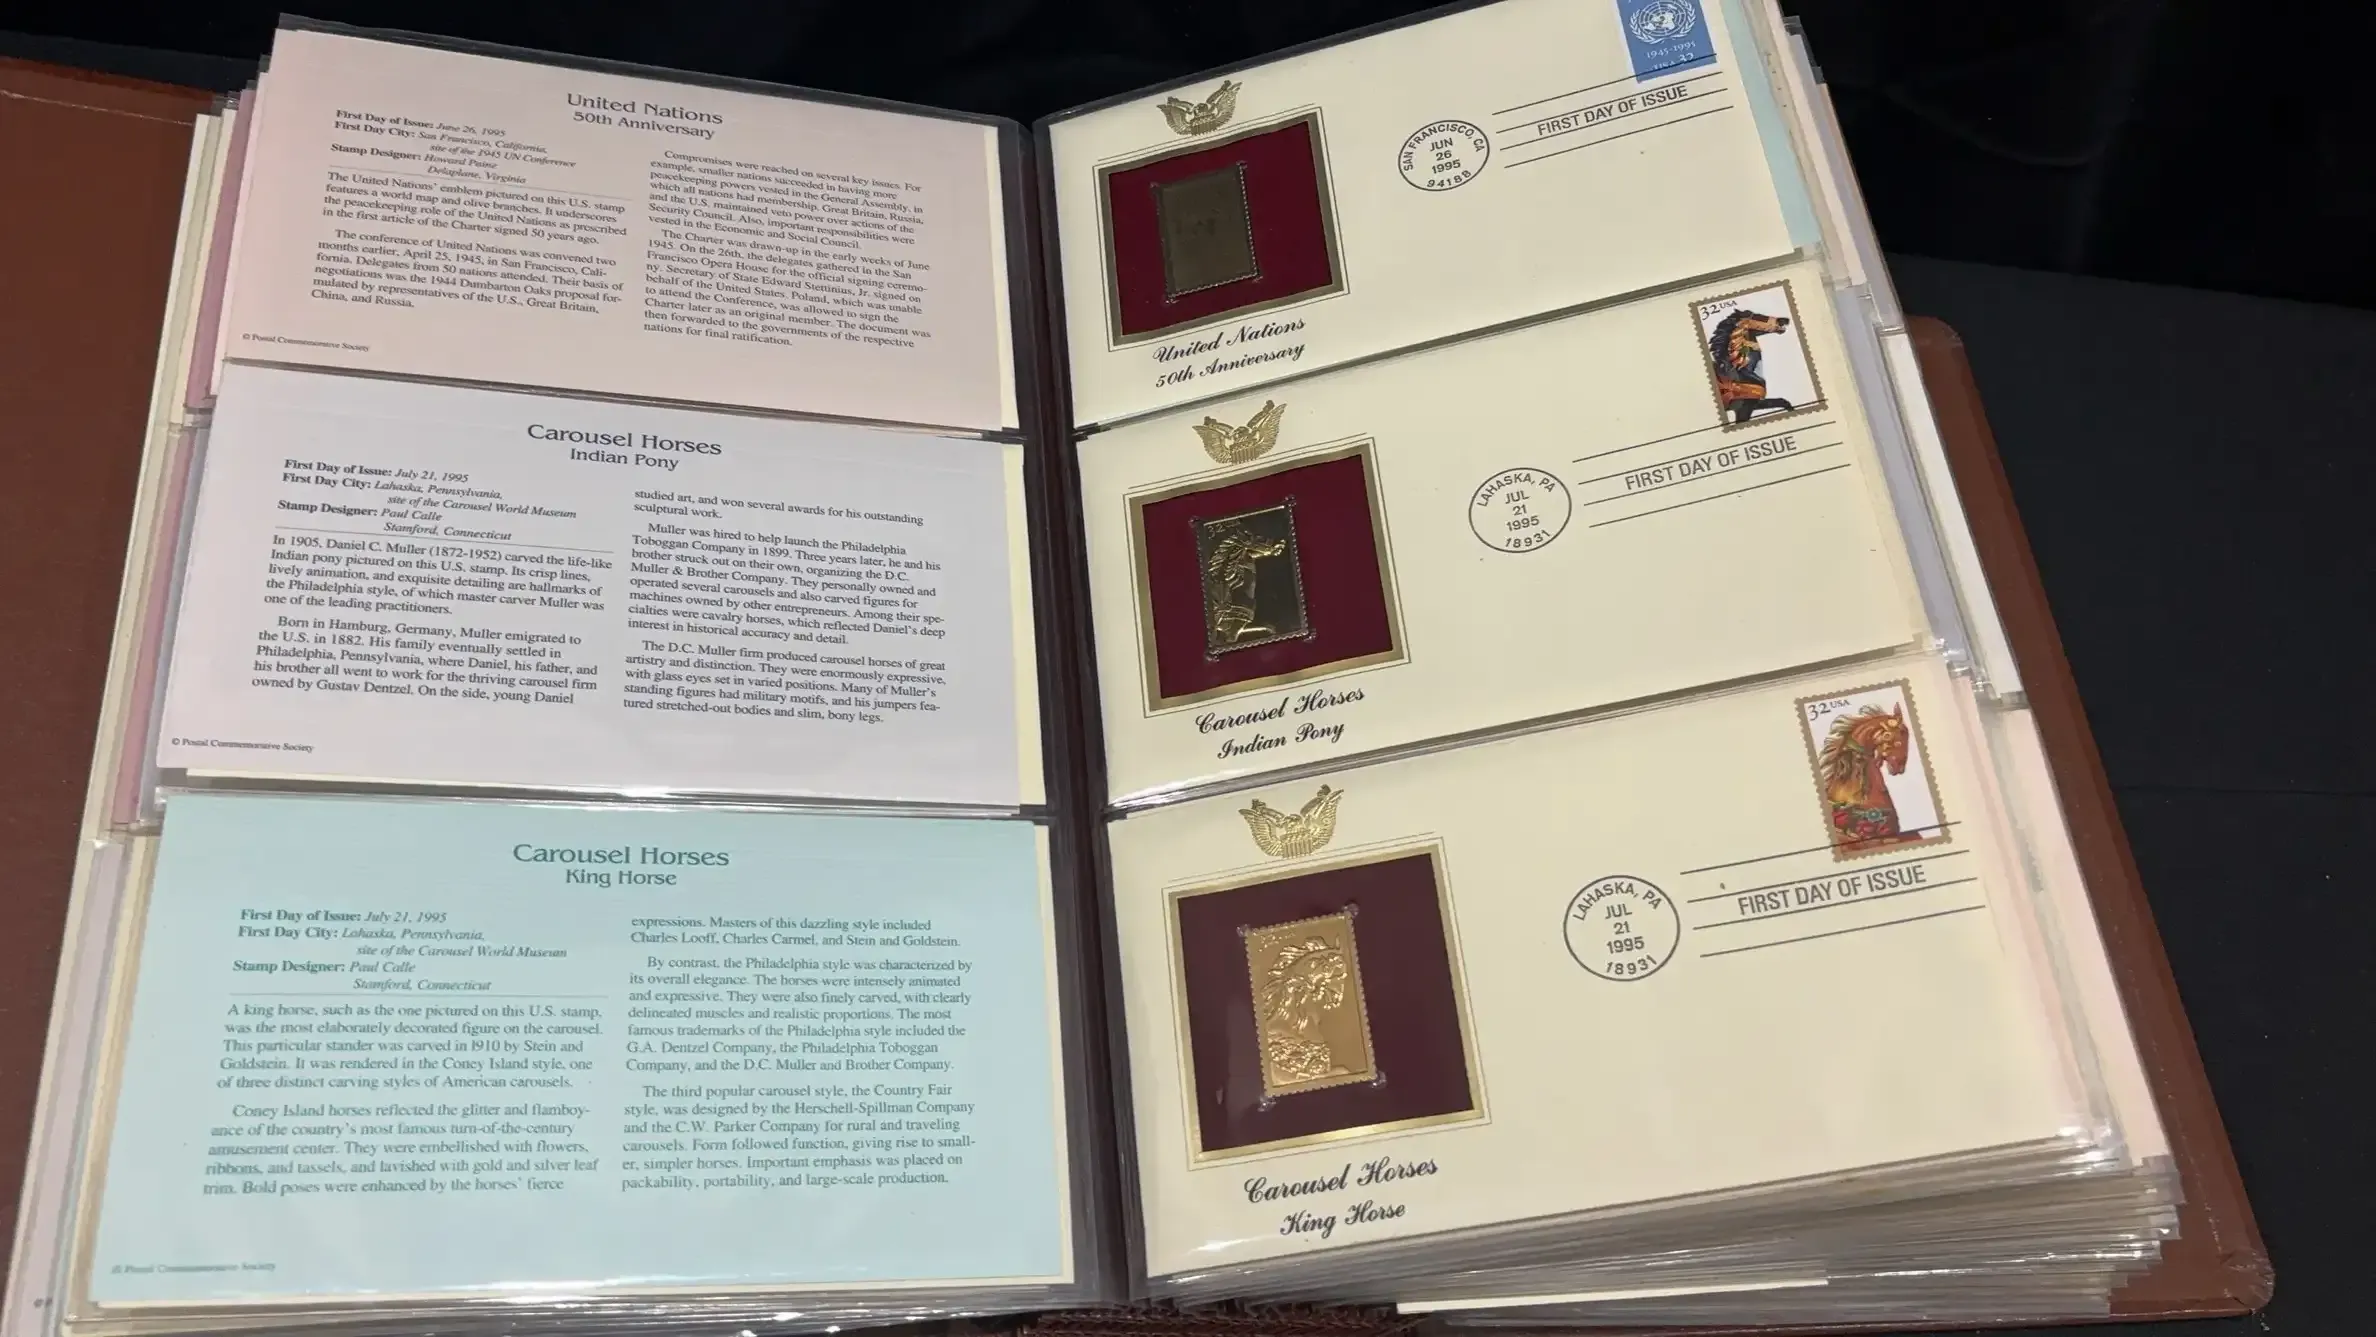 United Nations
50th Anniversary
First Day of Issue: June 26, 1995
First Day City: San Francisco, California,
site of the 1945 UN Conference
Stamp Designer: Howard Paine
Delaplane, Virginia
The United Nations' emblem pictured on this U.S. stamp
features a world map and olive branches. It underscores
the peacekeeping role of the United Nations as prescribed
in the first article of the Charter signed 50 years ago.
The conference of United Nations was convened two
months earlier, April 25, 1945, in San Francisco, Cali-
fornia. Delegates from 50 nations attended. Their basis of
negotiations was the 1944 Dumbarton Oaks proposal for-
mulated by representatives of the U.S., Great Britain,
China, and Russia.
Compromises were reached on several key issues. For
example, smaller nations succeeded in having more
peacekeeping powers vested in the General Assembly, in
which all nations had membership. Great Britain, Russia,
and the U.S. maintained veto power over actions of the
Security Council. Also, important responsibilities were
vested in the Economic and Social Council.
The Charter was drawn-up in the early weeks of June
1945. On the 26th, the delegates gathered in the San
Francisco Opera House for the official signing ceremo-
ny. Secretary of State Edward Stettinius, Jr. signed on
behalf of the United States. Poland, which was unable
to attend the Conference, was allowed to sign the
Charter later as an original member. The document was
then forwarded to the governments of the respective
nations for final ratification.
© Postal Commemorative Society
Carousel Horses
Indian Pony
First Day of Issue: July 21, 1995
First Day City: Lahaska, Pennsylvania,
site of the Carousel World Museum
Stamp Designer: Paul Calle
Stamford, Connecticut
In 1905, Daniel C. Muller (1872-1952) carved the life-like
Indian pony pictured on this U.S. stamp. Its crisp lines,
lively animation, and exquisite detailing are hallmarks of
the Philadelphia style, of which master carver Muller was
one of the leading practitioners.
Born in Hamburg, Germany, Muller emigrated to
the U.S. in 1882. His family eventually settled in
Philadelphia, Pennsylvania, where Daniel, his father, and
his brother all went to work for the thriving carousel firm
owned by Gustav Dentzel. On the side, young Daniel
studied art, and won several awards for his outstanding
sculptural work.
Muller was hired to help launch the Philadelphia
Toboggan Company in 1899. Three years later, he and his
brother struck out on their own, organizing the D.C.
Muller & Brother Company. They personally owned and
operated several carousels and also carved figures for
machines owned by other entrepreneurs. Among their spe-
cialties were cavalry horses, which reflected Daniel's deep
interest in historical accuracy and detail.
The D.C. Muller firm produced carousel horses of great
artistry and distinction. They were enormously expressive,
with glass eyes set in varied positions. Many of Muller's
standing figures had military motifs, and his jumpers fea-
tured stretched-out bodies and slim, bony legs.
© Postal Commemorative Society
Carousel Horses
King Horse
First Day of Issue: July 21, 1995
First Day City: Lahaska, Pennsylvania,
site of the Carousel World Museum
Stamp Designer: Paul Calle
Stamford, Connecticut
A king horse, such as the one pictured on this U.S. stamp,
was the most elaborately decorated figure on the carousel.
This particular stander was carved in 1910 by Stein and
Goldstein. It was rendered in the Coney Island style, one
of three distinct carving styles of American carousels.
Coney Island horses reflected the glitter and flamboy-
ance of the country's most famous turn-of-the-century
amusement center. They were embellished with flowers,
ribbons, and tassels, and lavished with gold and silver leaf
trim. Bold poses were enhanced by the horses' fierce
expressions. Masters of this dazzling style included
Charles Looff, Charles Carmel, and Stein and Goldstein.
By contrast, the Philadelphia style was characterized by
its overall elegance. The horses were intensely animated
and expressive. They were also finely carved, with clearly
delineated muscles and realistic proportions. The most
famous trademarks of the Philadelphia style included the
G.A. Dentzel Company, the Philadelphia Toboggan
Company, and the D.C. Muller and Brother Company.
The third popular carousel style, the Country Fair
style, was designed by the Herschell-Spillman Company
and the C.W. Parker Company for rural and traveling
carousels. Form followed function, giving rise to small-
er, simpler horses. Important emphasis was placed on
packability, portability, and large-scale production.
© Postal Commemorative Society
1945-1995
USA 32
FIRST DAY OF ISSUE
SAN FRANCISCO, CA
JUN
26
1995
94188
United Nations
50th Anniversary
32 USA
FIRST DAY OF ISSUE
LAHASKA, PA
JUL
21
1995
18931
32 USA
Carousel Horses
Indian Pony
32 USA
FIRST DAY OF ISSUE
LAHASKA, PA
JUL
21
1995
18931
Carousel Horses
King Horse